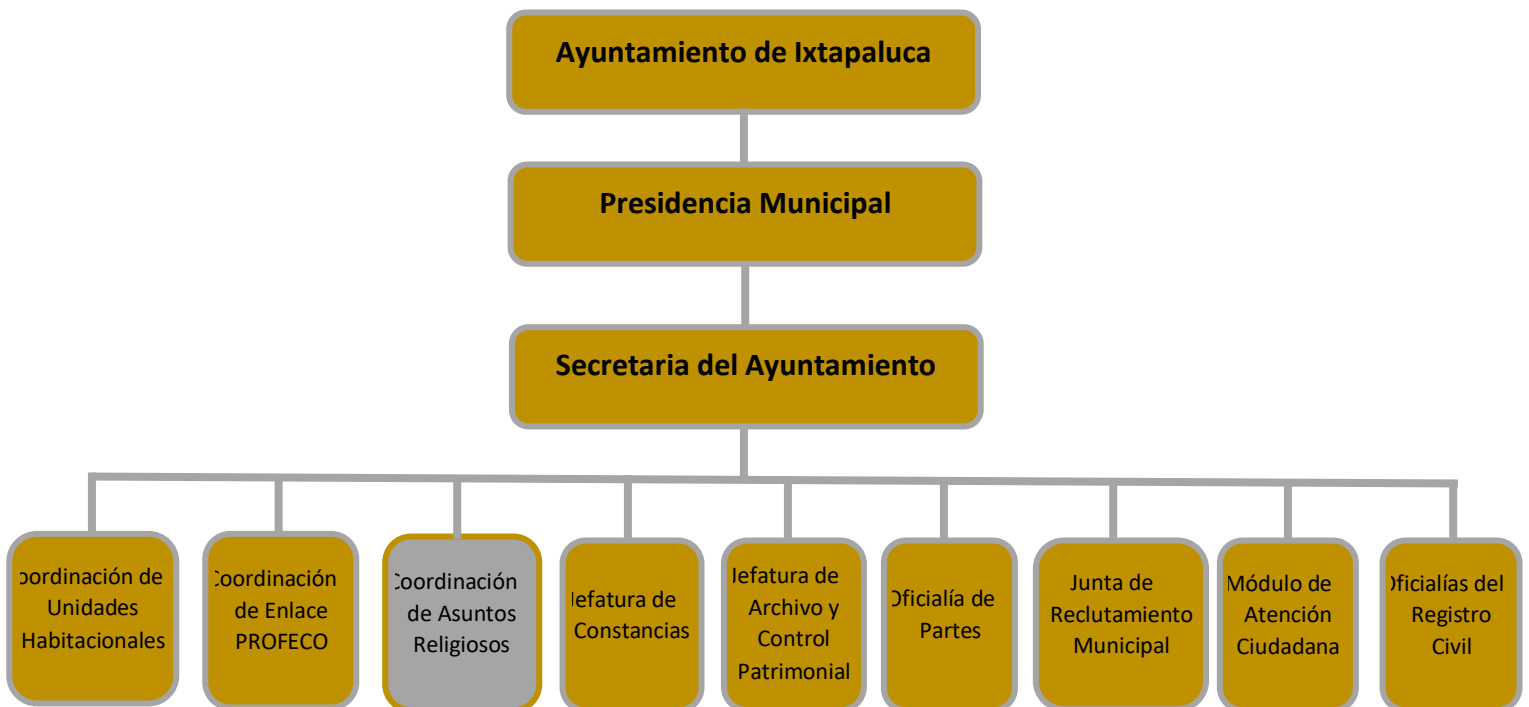 Ayuntamiento de Ixtapaluca
Presidencia Municipal
Secretaria del Ayuntamiento
oordinación de
Unidades
Habitacionales
Coordinación
de Enlace
PROFECO
Coordinación
de Asuntos
Religiosos
Jefatura de
Constancias
Jefatura de
Archivo y
Control
Patrimonial
Oficialía de
Partes
Junta de
Reclutamiento
Municipal
Módulo de
Atención
Ciudadana
Oficialías del
Registro
Civil